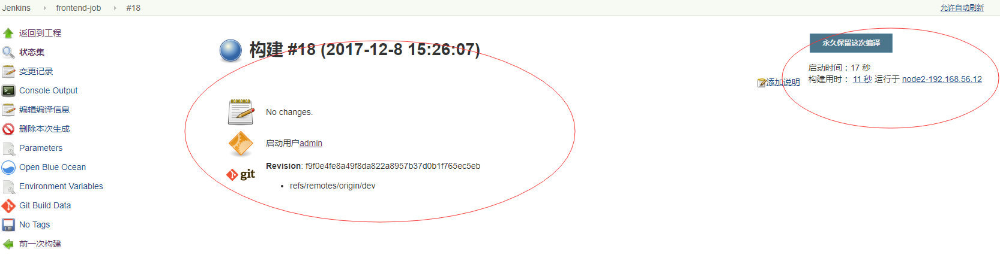 Jenkins frontend-job #18 允许自动刷新
返回到工程
状态集
变更记录
Console Output
编辑编译信息
删除本次生成
Parameters
Open Blue Ocean
Environment Variables
Git Build Data
No Tags
前一次构建
构建 #18 (2017-12-8 15:26:07)
No changes.
启动用户admin
git
Revision: f9f0e4fe8a49f8da822a8957b37d0b1f765ec5eb
refs/remotes/origin/dev
添加说明
永久保留这次编译
启动时间：17 秒
构建用时： 11 秒 运行于 node2-192.168.56.12